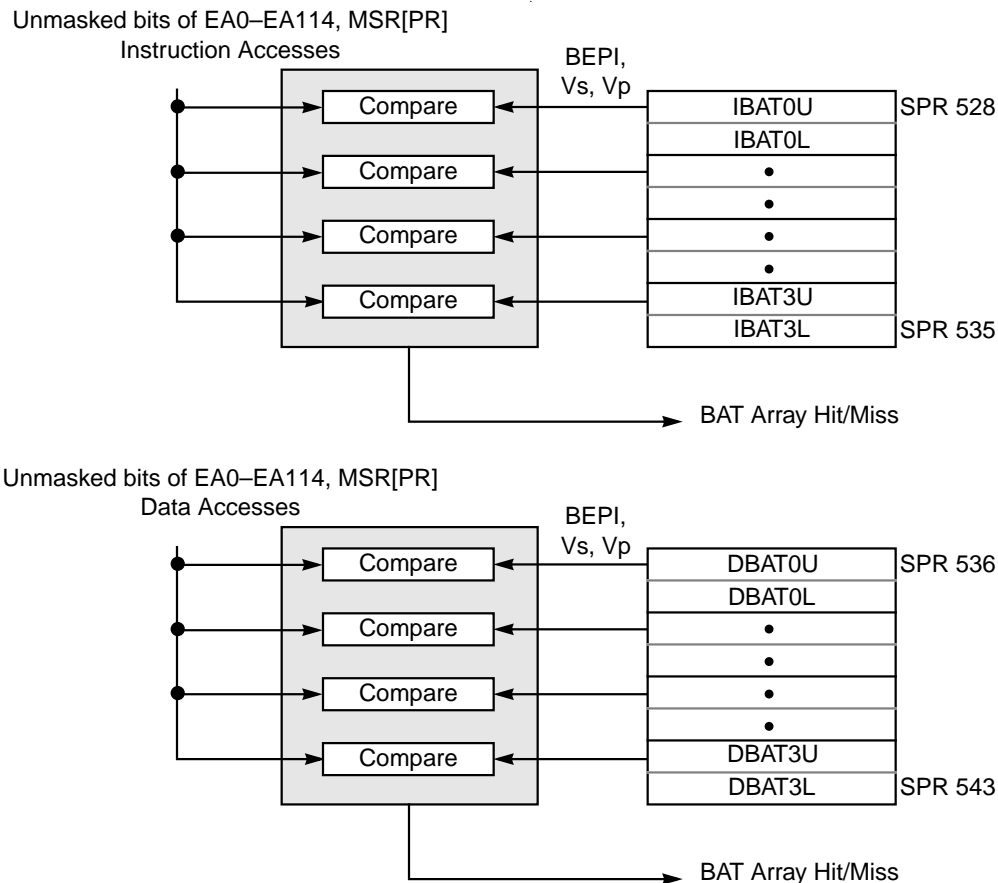 Unmasked bits of EA0–EA114, MSR[PR]
Instruction Accesses
BEPI,
Vs, Vp
Compare
IBAT0U
SPR 528
IBAT0L
Compare
Compare
Compare
IBAT3U
IBAT3L
SPR 535
BAT Array Hit/Miss
Unmasked bits of EA0–EA114, MSR[PR]
Data Accesses
BEPI,
Vs, Vp
Compare
DBAT0U
SPR 536
DBAT0L
Compare
Compare
Compare
DBAT3U
DBAT3L
SPR 543
BAT Array Hit/Miss